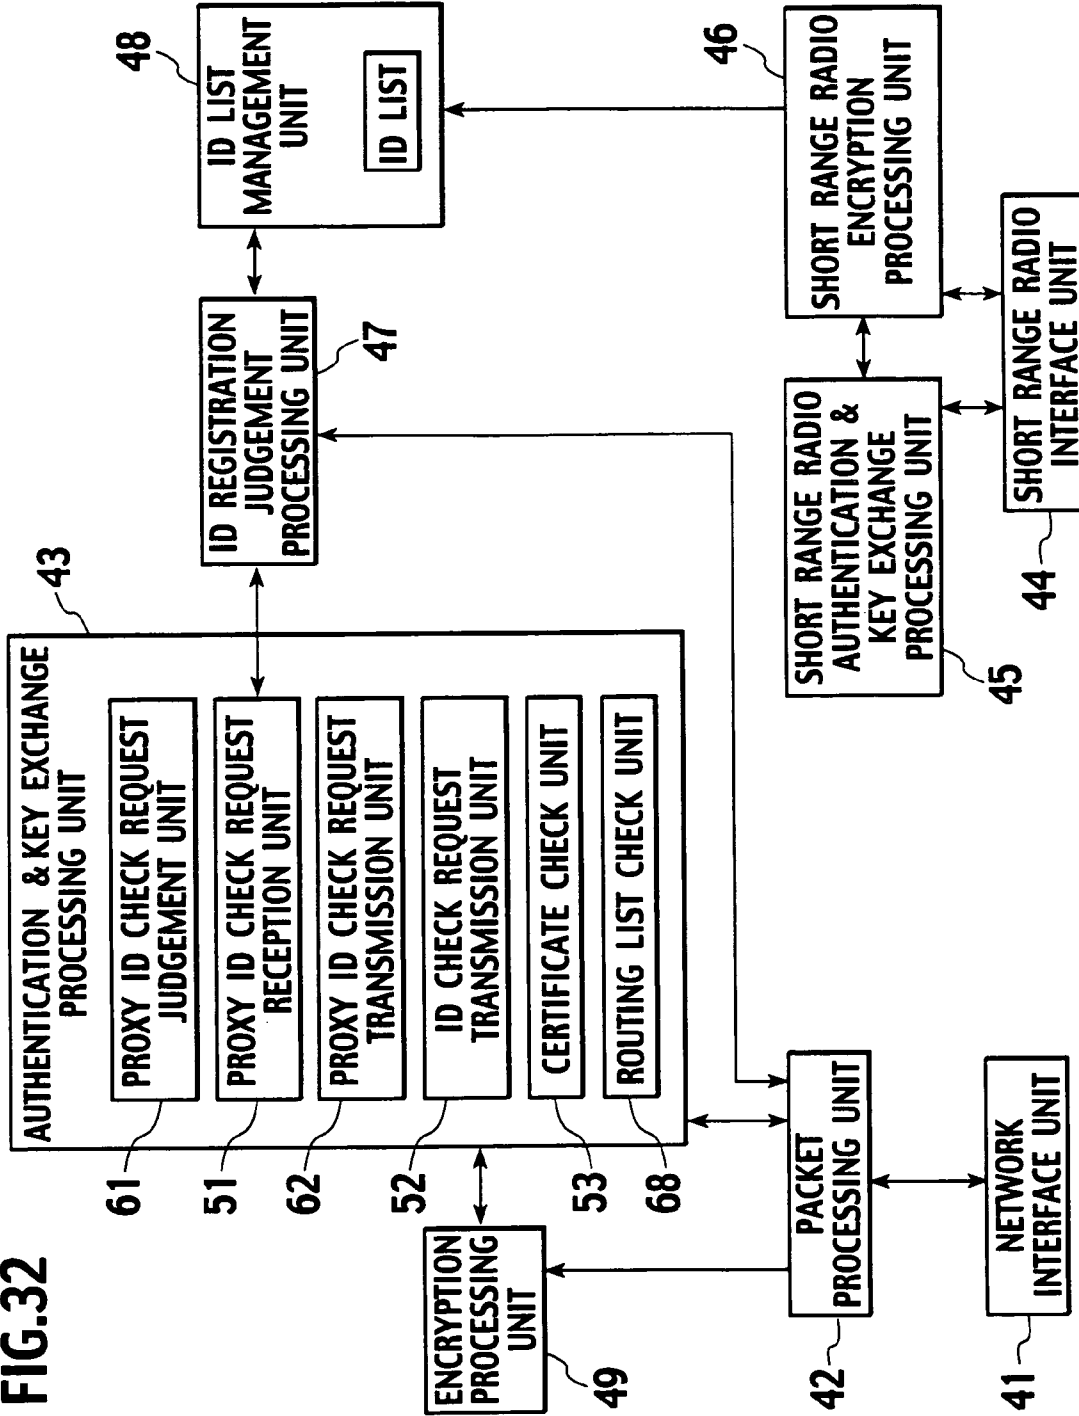 FIG.32
AUTHENTICATION & KEY EXCHANGE
PROCESSING UNIT
43
PROXY ID CHECK REQUEST
JUDGEMENT UNIT
61
PROXY ID CHECK REQUEST
RECEPTION UNIT
51
PROXY ID CHECK REQUEST
TRANSMISSION UNIT
62
ID CHECK REQUEST
TRANSMISSION UNIT
52
CERTIFICATE CHECK UNIT
53
ROUTING LIST CHECK UNIT
68
ID REGISTRATION
JUDGEMENT
PROCESSING UNIT
47
ID LIST
MANAGEMENT
UNIT
ID LIST
48
ENCRYPTION
PROCESSING
UNIT
49
PACKET
PROCESSING UNIT
42
NETWORK
INTERFACE UNIT
41
SHORT RANGE RADIO
AUTHENTICATION &
KEY EXCHANGE
PROCESSING UNIT
45
SHORT RANGE RADIO
ENCRYPTION
PROCESSING UNIT
46
SHORT RANGE RADIO
INTERFACE UNIT
44